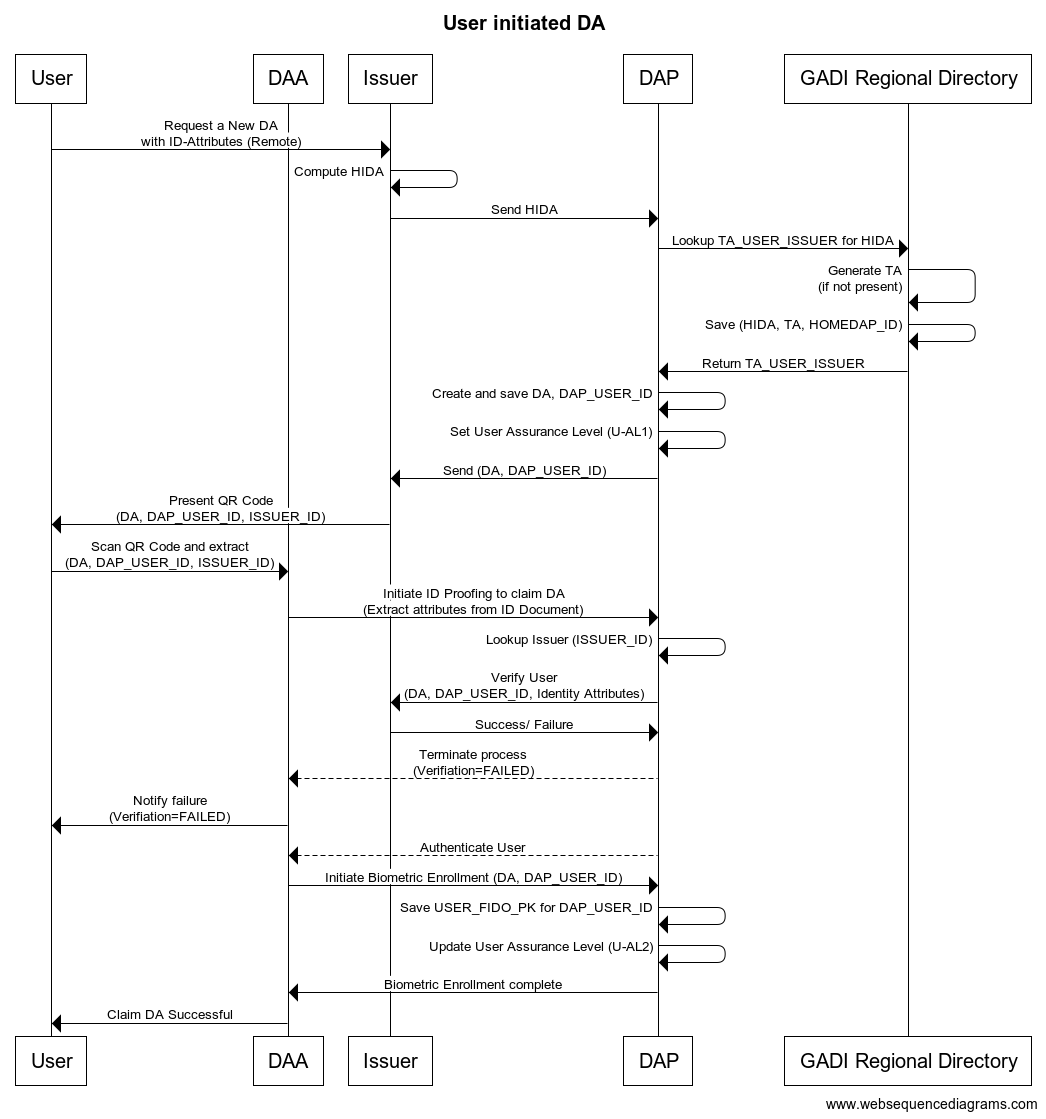 User initiated DA
User
DAA
Issuer
DAP
GADI Regional Directory
Request a New DA
with ID-Attributes (Remote)
Compute HIDA
Send HIDA
Lookup TA_USER_ISSUER for HIDA
Generate TA
(if not present)
Save (HIDA, TA, HOMEDAP_ID)
Return TA_USER_ISSUER
Create and save DA, DAP_USER_ID
Set User Assurance Level (U-AL1)
Send (DA, DAP_USER_ID)
Present QR Code
(DA, DAP_USER_ID, ISSUER_ID)
Scan QR Code and extract
(DA, DAP_USER_ID, ISSUER_ID)
Initiate ID Proofing to claim DA
(Extract attributes from ID Document)
Lookup Issuer (ISSUER_ID)
Verify User
(DA, DAP_USER_ID, Identity Attributes)
Success/ Failure
Terminate process
(Verifiation=FAILED)
Notify failure
(Verifiation=FAILED)
Authenticate User
Initiate Biometric Enrollment (DA, DAP_USER_ID)
Save USER_FIDO_PK for DAP_USER_ID
Update User Assurance Level (U-AL2)
Biometric Enrollment complete
Claim DA Successful
User
DAA
Issuer
DAP
GADI Regional Directory
www.websequencediagrams.com